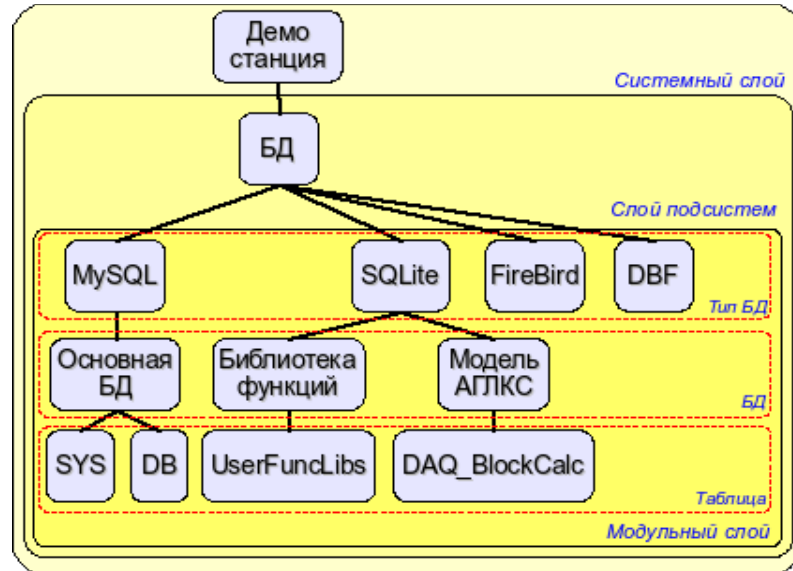 Демо
станция
Системный слой
БД
Слой подсистем
MySQL
SQLite
FireBird
DBF
Тип БД
Основная
БД
Библиотека
функций
Модель
АГЛКС
БД
SYS
DB
UserFuncLibs
DAQ_BlockCalc
Таблица
Модульный слой